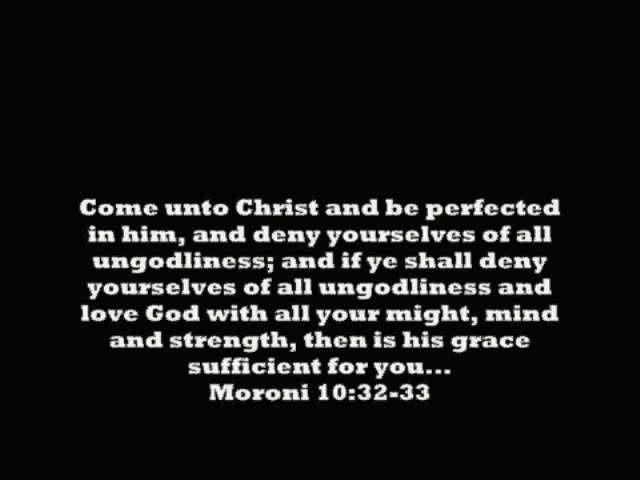 Come unto Christ and be perfected
in him, and deny yourselves of all
ungodliness; and if ye shall deny
yourselves of all ungodliness and
love God with all your might, mind
and strength, then is his grace
sufficient for you...
Moroni 10:32-33